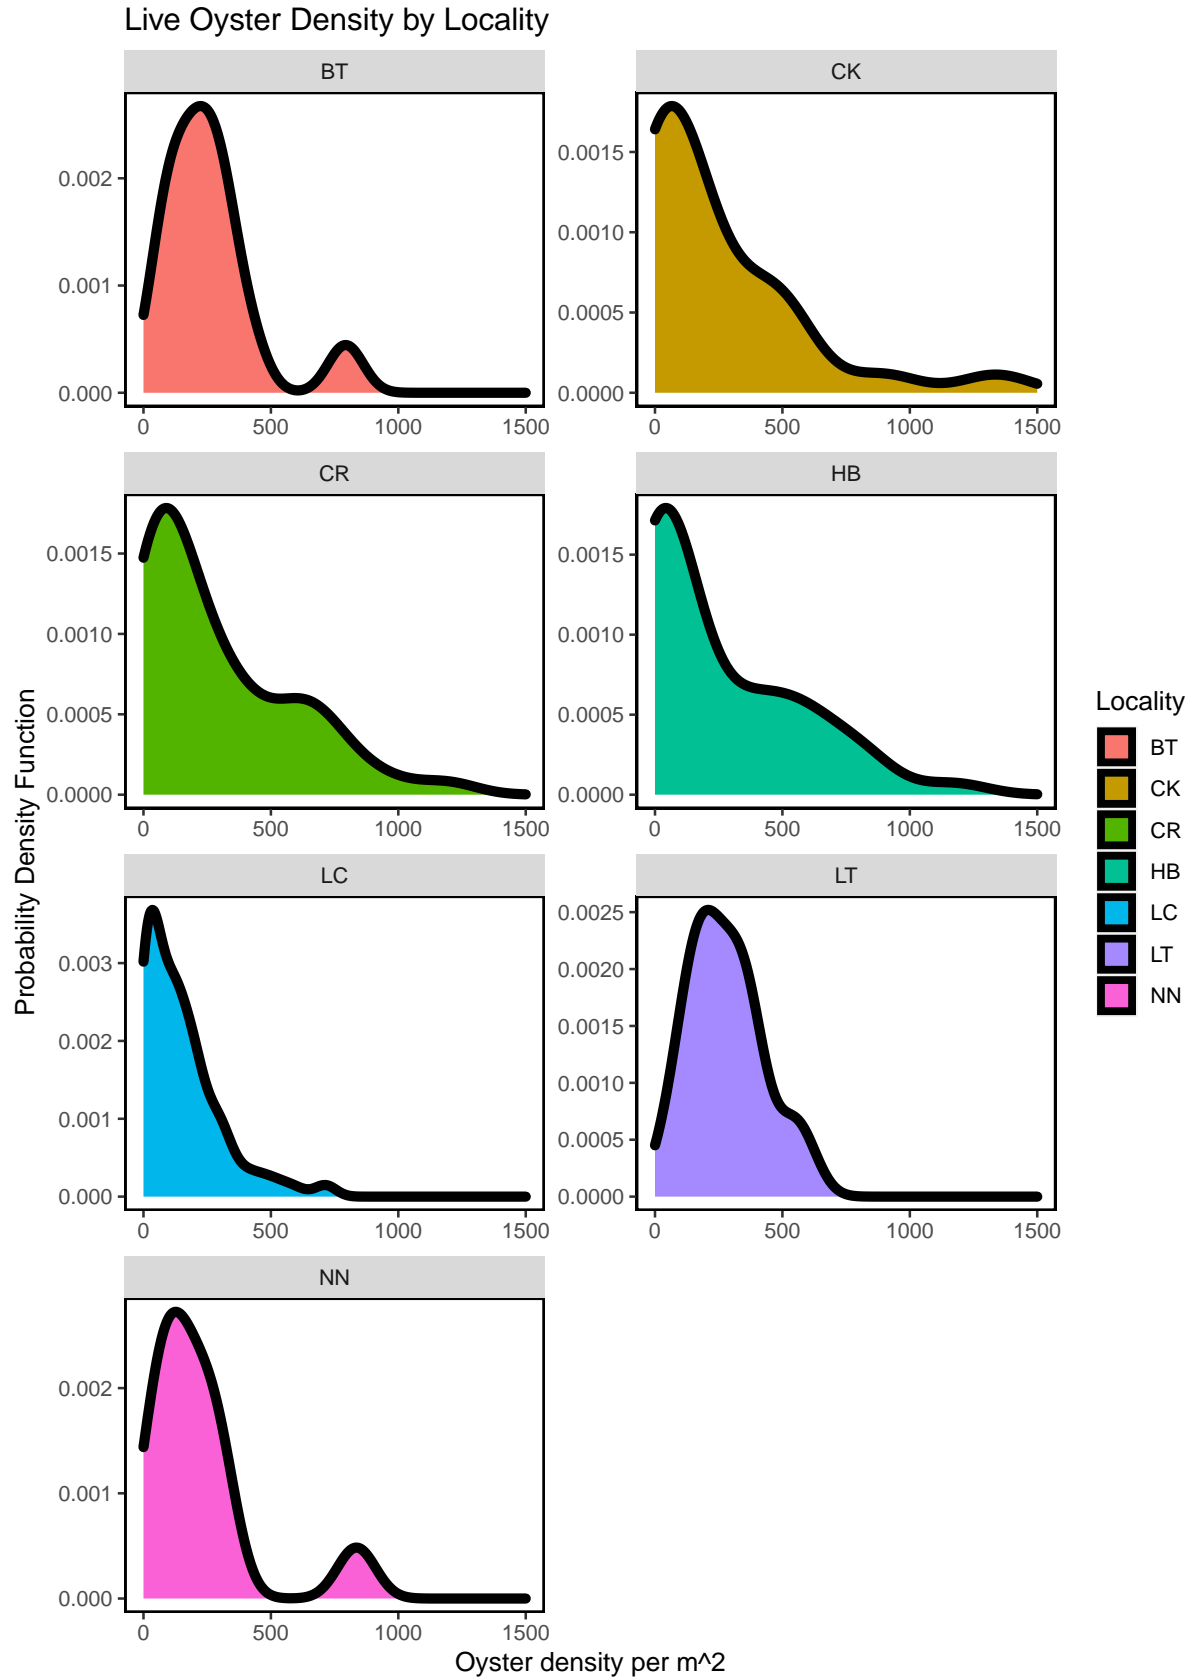 Live Oyster Density by Locality
BT
CK
0.002
0.001
0.000
0.0015
0.0010
0.0005
0.0000
0 500 1000 1500
0 500 1000 1500
CR
HB
0.0015
0.0010
0.0005
0.0000
0.0015
0.0010
0.0005
0.0000
0 500 1000 1500
0 500 1000 1500
LC
LT
0.003
0.002
0.001
0.000
0.0025
0.0020
0.0015
0.0010
0.0005
0.0000
0 500 1000 1500
0 500 1000 1500
NN
0.002
0.001
0.000
0 500 1000 1500
Probability Density Function
Oyster density per m^2
Locality
BT
CK
CR
HB
LC
LT
NN